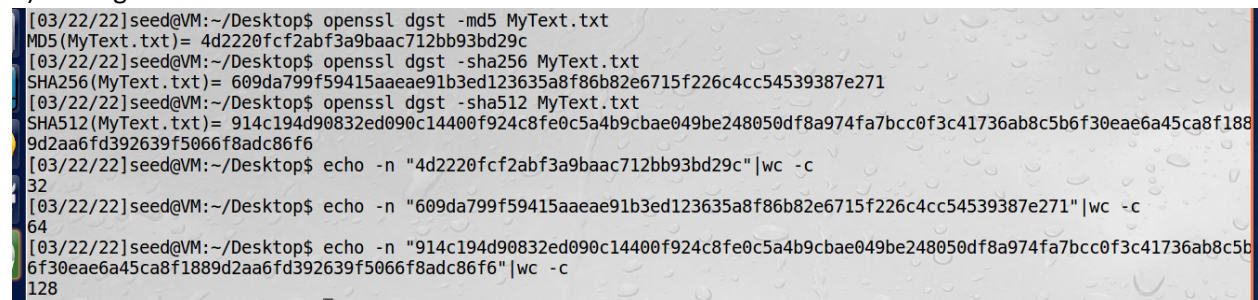 [03/22/22]seed@VM:~/Desktop$ openssl dgst -md5 MyText.txt
MD5(MyText.txt)= 4d2220fcf2abf3a9baac712bb93bd29c
[03/22/22]seed@VM:~/Desktop$ openssl dgst -sha256 MyText.txt
SHA256(MyText.txt)= 609da799f59415aaeae91b3ed123635a8f86b82e6715f226c4cc54539387e271
[03/22/22]seed@VM:~/Desktop$ openssl dgst -sha512 MyText.txt
SHA512(MyText.txt)= 914c194d90832ed090c14400f924c8fe0c5a4b9cbae049be248050df8a974fa7bcc0f3c41736ab8c5b6f30eae6a45ca8f188
9d2aa6fd392639f5066f8adc86f6
[03/22/22]seed@VM:~/Desktop$ echo -n "4d2220fcf2abf3a9baac712bb93bd29c"|wc -c
32
[03/22/22]seed@VM:~/Desktop$ echo -n "609da799f59415aaeae91b3ed123635a8f86b82e6715f226c4cc54539387e271"|wc -c
64
[03/22/22]seed@VM:~/Desktop$ echo -n "914c194d90832ed090c14400f924c8fe0c5a4b9cbae049be248050df8a974fa7bcc0f3c41736ab8c5b
6f30eae6a45ca8f1889d2aa6fd392639f5066f8adc86f6"|wc -c
128